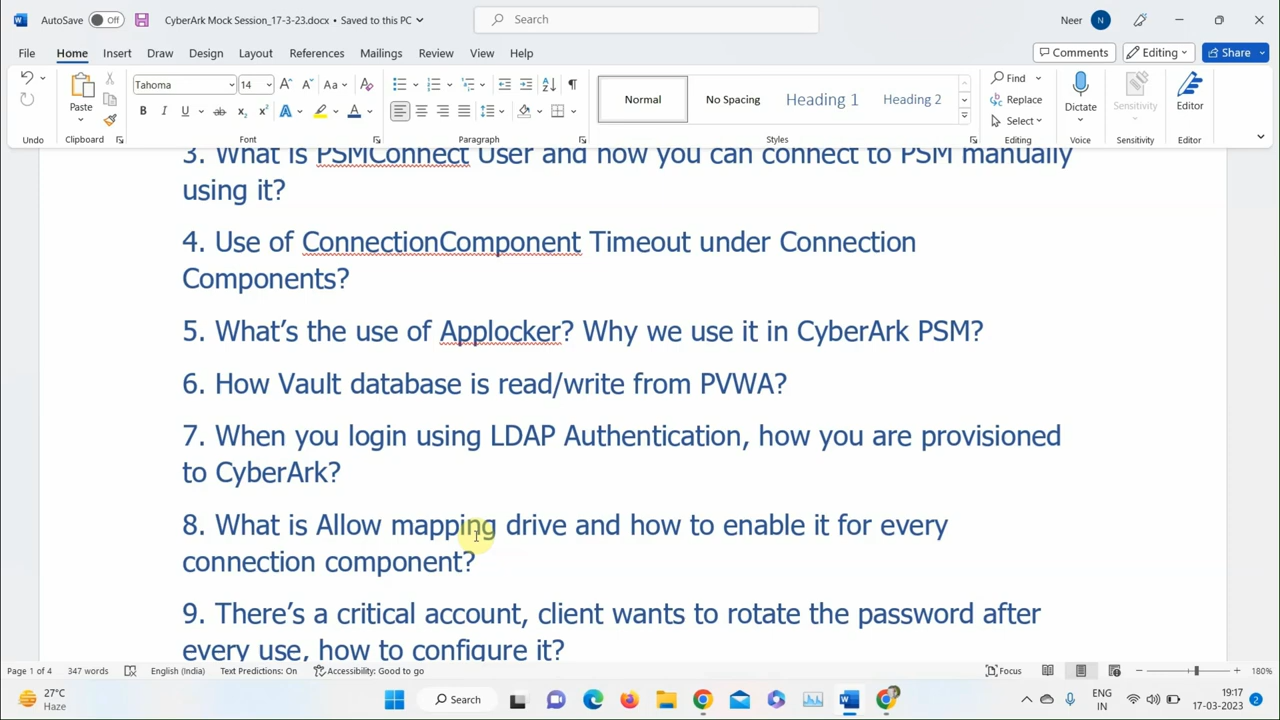 AutoSave Off CyberArk Mock Session_17-3-23.docx • Saved to this PC Search Neer N
File Home Insert Draw Design Layout References Mailings Review View Help Comments Editing Share
Paste Tahoma 14 Aa Normal No Spacing Heading 1 Heading 2 Find Replace Select Dictate Sensitivity Editor
B I U ab x₂ x² A A
Undo Clipboard Font Paragraph Styles Editing Voice Sensitivity Editor
3. What is PSMConnect User and how you can connect to PSM manually
using it?
4. Use of ConnectionComponent Timeout under Connection
Components?
5. What’s the use of Applocker? Why we use it in CyberArk PSM?
6. How Vault database is read/write from PVWA?
7. When you login using LDAP Authentication, how you are provisioned
to CyberArk?
8. What is Allow mapping drive and how to enable it for every
connection component?
9. There’s a critical account, client wants to rotate the password after
every use, how to configure it?
Page 1 of 4 347 words English (India) Text Predictions: On Accessibility: Good to go Focus 180%
27°C Search ENG 19:17
Haze IN 17-03-2023 2